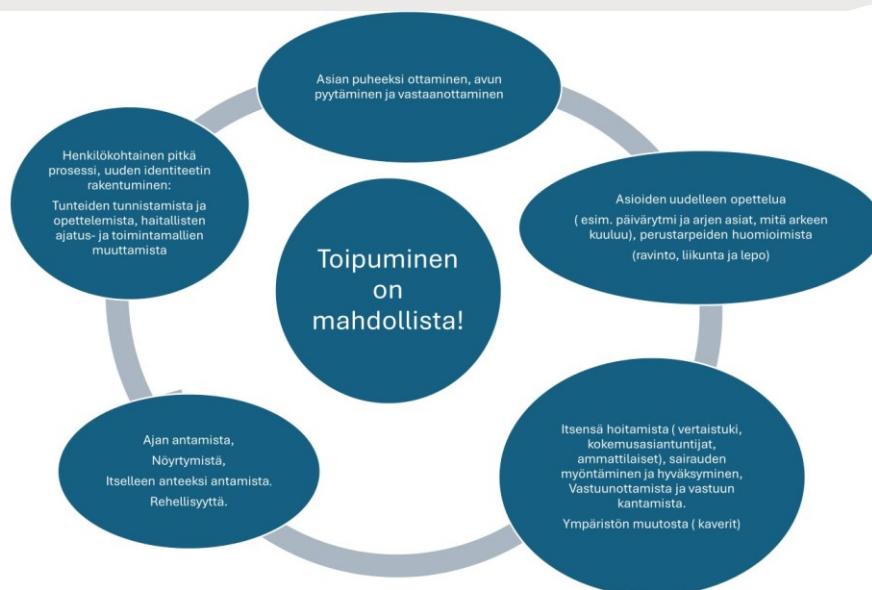 Asian puheeksi ottaminen, avun
pyytäminen ja vastaanottaminen
Henkilökohtainen pitkä
prosessi, uuden identiteetin
rakentuminen:
Tunteiden tunnistamista ja
opettelemista, haitallisten
ajatus- ja toimintamallien
muuttamista
Asioiden uudelleen opettelua
( esim. päivärytmi ja arjen asiat, mitä arkeen
kuuluu), perustarpeiden huomioimista
(ravinto, liikunta ja lepo)
Toipuminen
on
mahdollista!
Ajan antamista,
Nöyrtymistä,
Itselleen anteeksi antamista.
Rehellisyyttä.
Itsensä hoitamista ( vertaistuki,
kokemusasiantuntijat,
ammattilaiset), sairauden
myöntäminen ja hyväksyminen,
Vastuunottamista ja vastuun
kantamista.
Ympäristön muutosta ( kaverit)